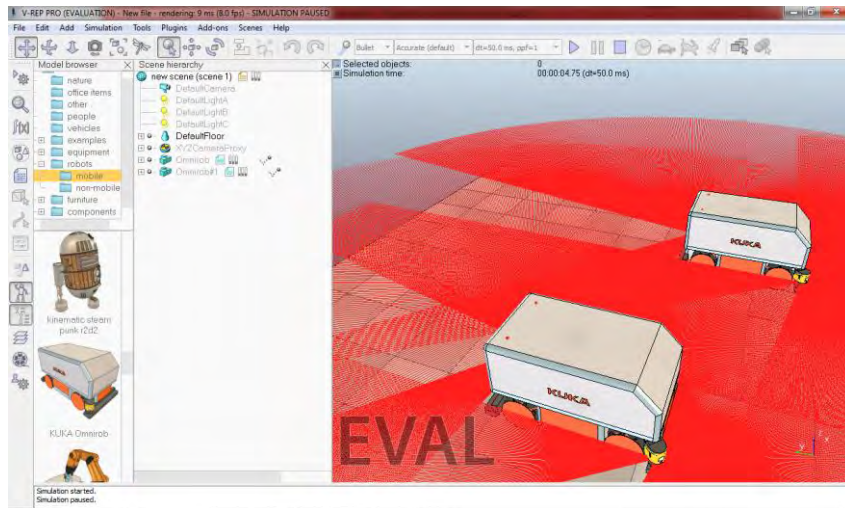 V-REP PRO (EVALUATION) - New file - rendering: 9 ms (8.0 fps) - SIMULATION PAUSED
File Edit Add Simulation Tools Plugins Add-ons Scenes Help
Bullet Accurate (default) dt=50.0 ms, ppf=1
Model browser X Scene hierarchy X
Selected objects: 0
Simulation time: 00:00:04.75 (dt=50.0 ms)
nature
office items
other
people
vehicles
examples
equipment
robots
mobile
non-mobile
furniture
components
new scene (scene 1)
DefaultCamera
DefaultLightA
DefaultLightB
DefaultLightC
DefaultFloor
XYZCameraProxy
Omnirob
Omnirob#1
kinematic steam
punk r2d2
KUKA Omnirob
KUKA
KUKA
EVAL
z
x
y
Simulation started.
Simulation paused.